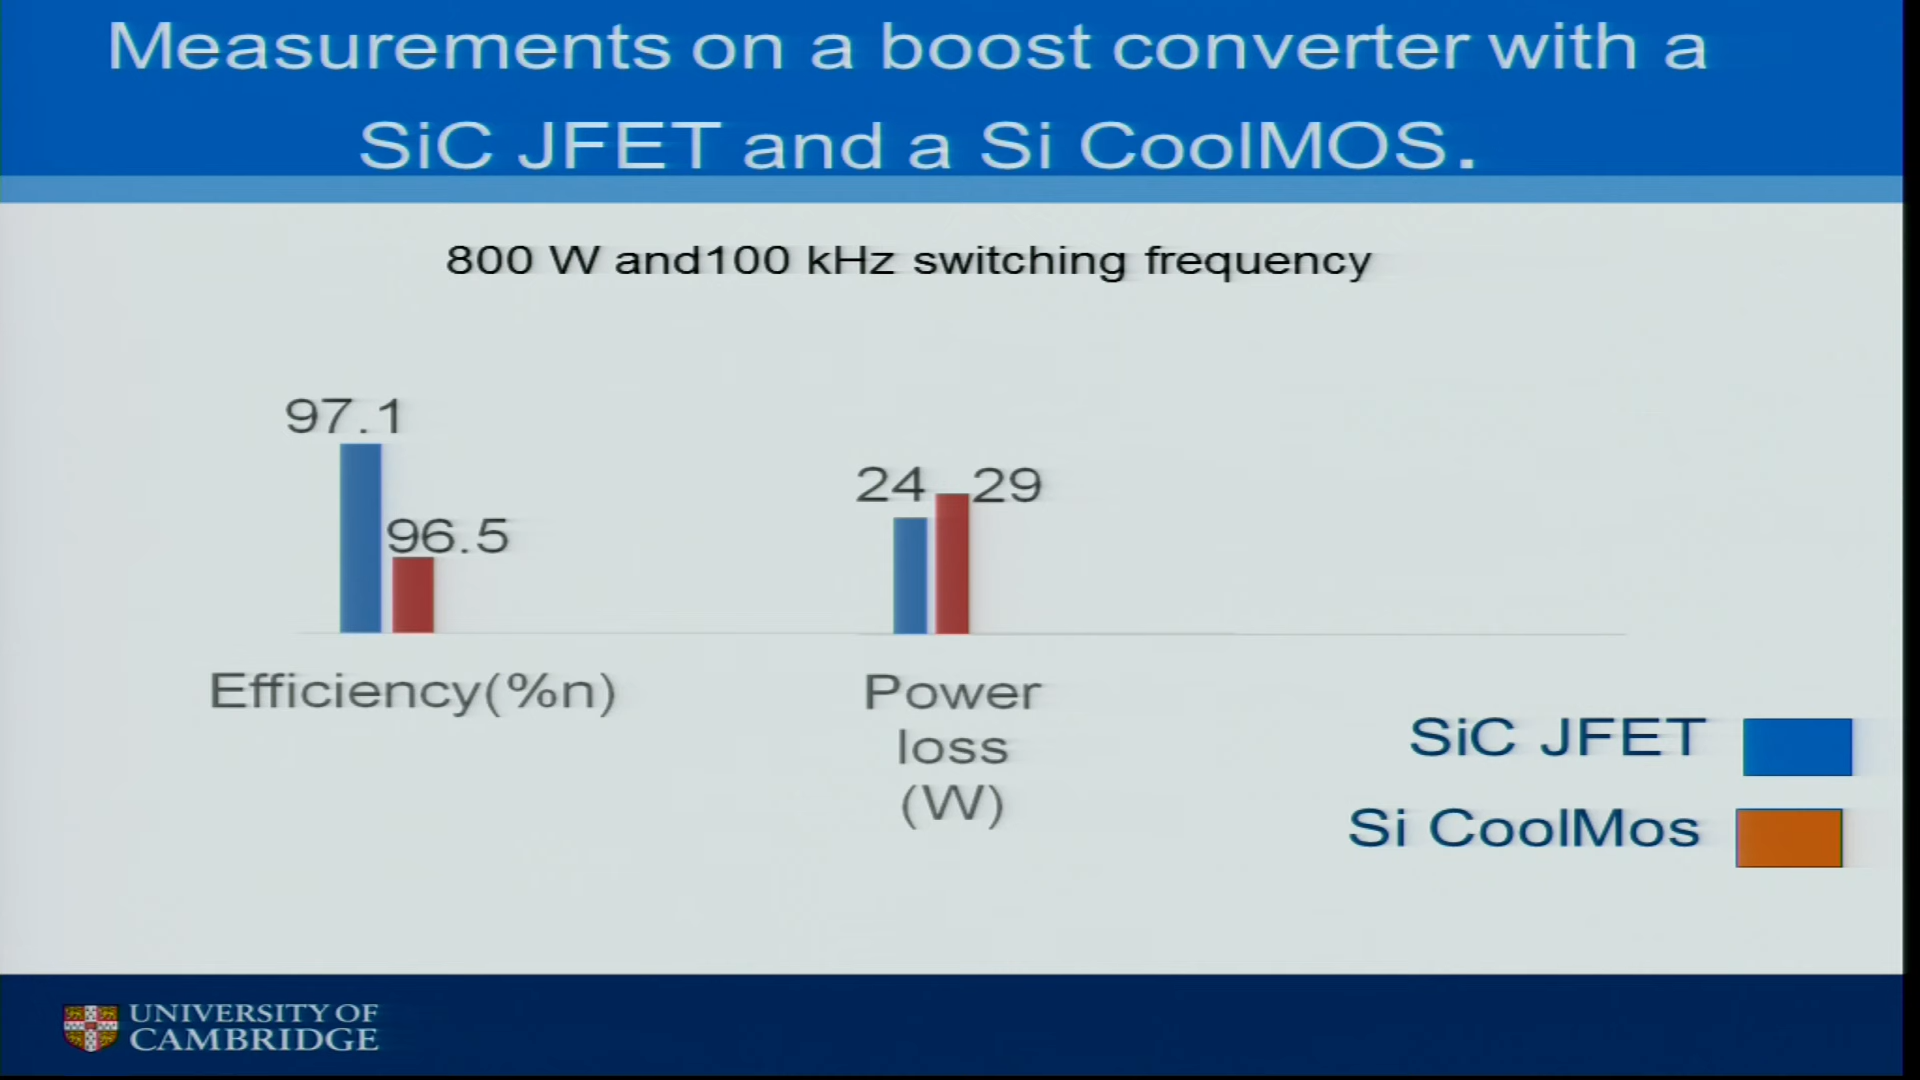 Measurements on a boost converter with a
SiC JFET and a Si CoolMOS.
800 W and100 kHz switching frequency
97.1
96.5
24
29
Efficiency(%n)
Power
loss
(W)
SiC JFET
Si CoolMos
UNIVERSITY OF
CAMBRIDGE